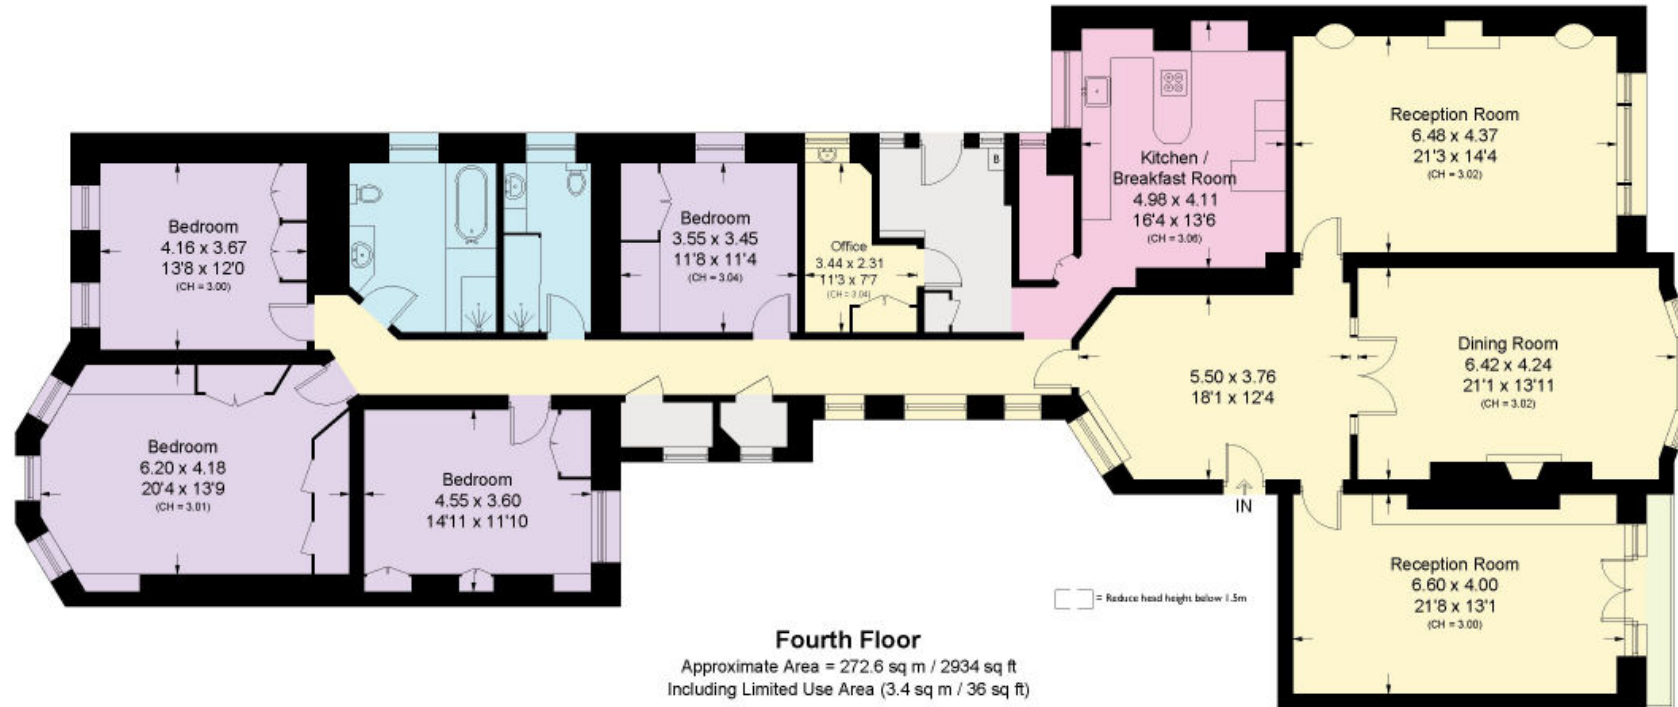 Reception Room
6.48 x 4.37
21'3 x 14'4
(CH = 3.02)
Kitchen /
Breakfast Room
4.98 x 4.11
16'4 x 13'6
(CH = 3.06)
B
Bedroom
4.16 x 3.67
13'8 x 12'0
(CH = 3.00)
Bedroom
3.55 x 3.45
11'8 x 11'4
(CH = 3.04)
Office
3.44 x 2.31
11'3 x 7'7
(CH = 3.04)
5.50 x 3.76
18'1 x 12'4
Dining Room
6.42 x 4.24
21'1 x 13'11
(CH = 3.02)
Bedroom
6.20 x 4.18
20'4 x 13'9
(CH = 3.01)
Bedroom
4.55 x 3.60
14'11 x 11'10
IN
Reception Room
6.60 x 4.00
21'8 x 13'1
(CH = 3.00)
= Reduce head height below 1.5m
Fourth Floor
Approximate Area = 272.6 sq m / 2934 sq ft
Including Limited Use Area (3.4 sq m / 36 sq ft)